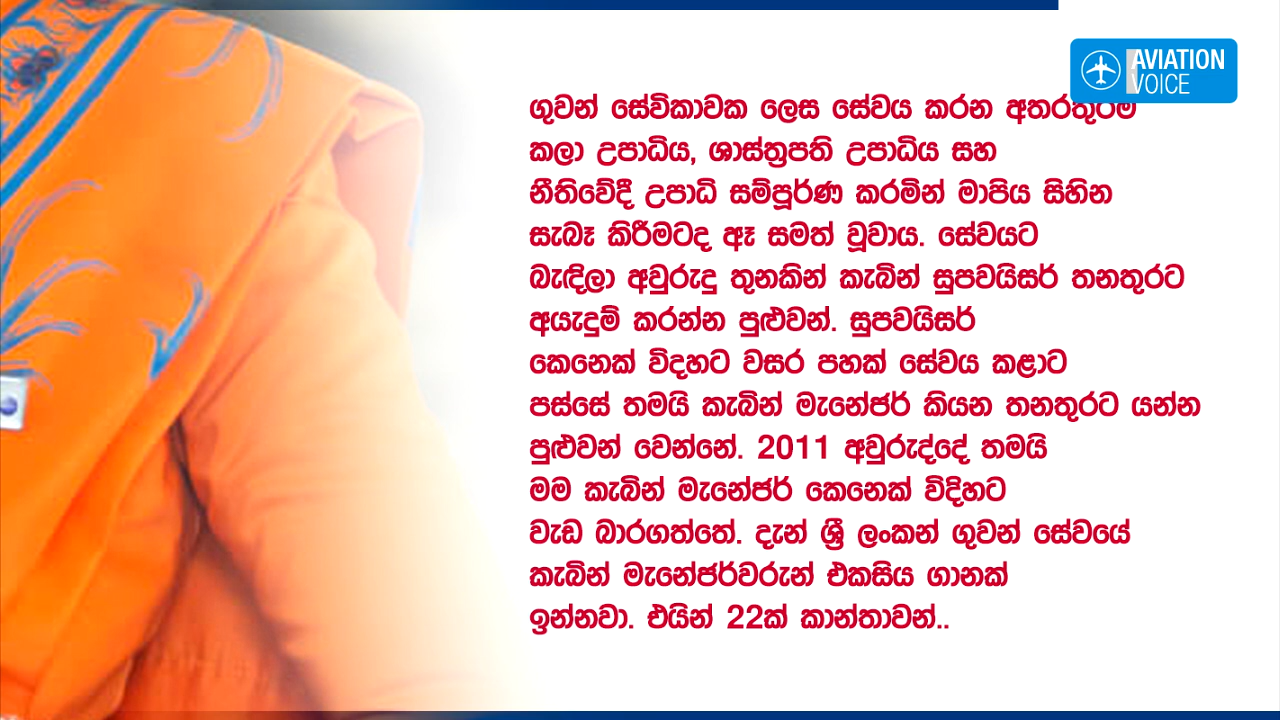 AVIATION
VOICE
ගුවන් සේවිකාවක ලෙස සේවය කරන අතරතුරම
කලා උපාධිය, ශාස්ත්‍රපති උපාධිය සහ
නීතිවේදී උපාධි සම්පූර්ණ කරමින් මාපිය සිහින
සැබෑ කිරීමටද ඈ සමත් වූවාය. සේවයට
බැඳිලා අවුරුදු තුනකින් කැබින් සුපවයිසර් තනතුරට
අයැදුම් කරන්න පුළුවන්. සුපවයිසර්
කෙනෙක් විදහට වසර පහක් සේවය කළාට
පස්සේ තමයි කැබින් මැනේජර් කියන තනතුරට යන්න
පුළුවන් වෙන්නේ. 2011 අවුරුද්දේ තමයි
මම කැබින් මැනේජර් කෙනෙක් විදිහට
වැඩ බාරගත්තේ. දැන් ශ්‍රී ලංකන් ගුවන් සේවයේ
කැබින් මැනේජර්වරුන් එකසිය ගානක්
ඉන්නවා. එයින් 22ක් කාන්තාවන්..